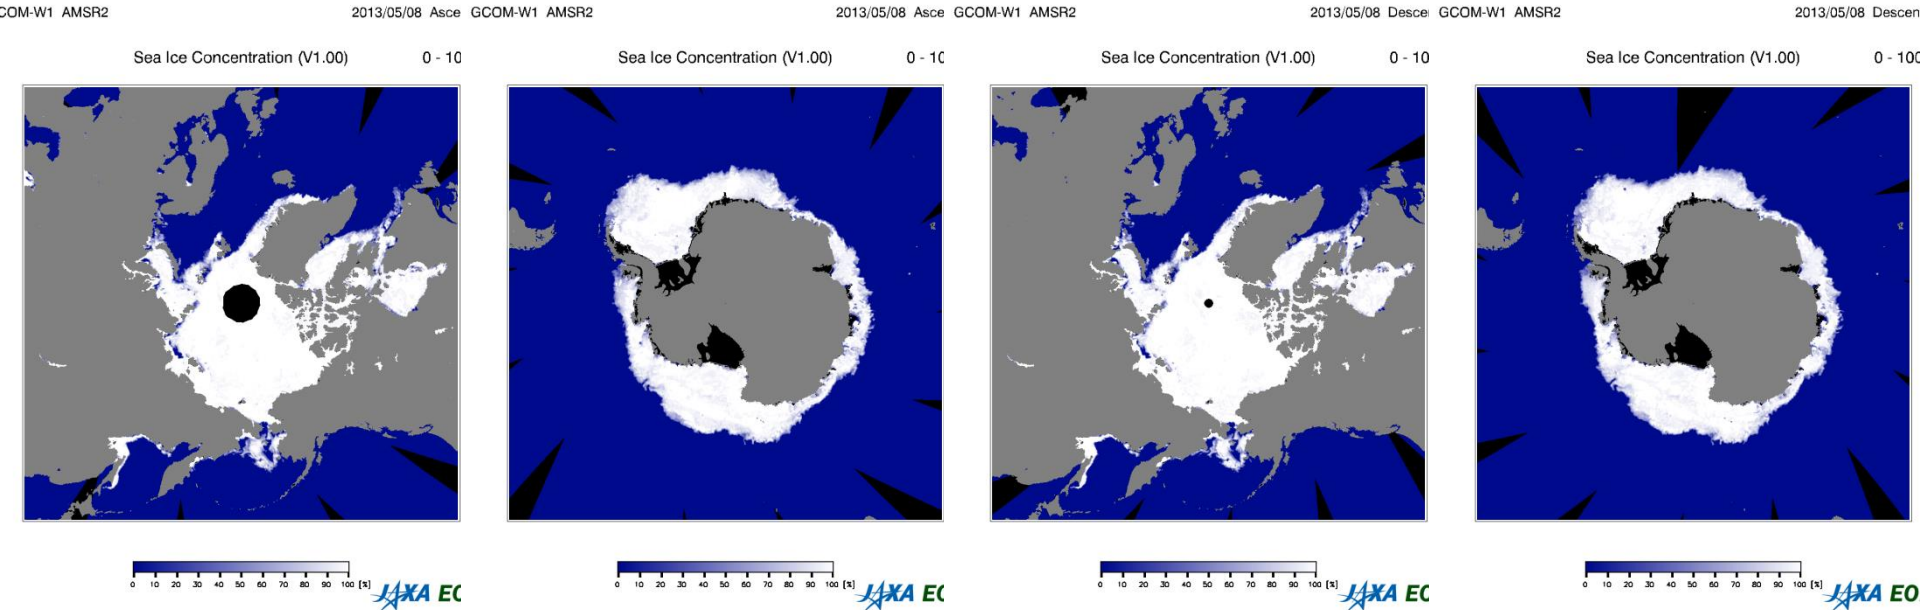 COM-W1 AMSR2 2013/05/08 Asce
Sea Ice Concentration (V1.00) 0 - 10
0 10 20 30 40 50 60 70 80 90 100 [%]
JAXA EO
GCOM-W1 AMSR2 2013/05/08 Asce
Sea Ice Concentration (V1.00) 0 - 10
0 10 20 30 40 50 60 70 80 90 100 [%]
JAXA EO
GCOM-W1 AMSR2 2013/05/08 Desce
Sea Ice Concentration (V1.00) 0 - 10
0 10 20 30 40 50 60 70 80 90 100 [%]
JAXA EO
GCOM-W1 AMSR2 2013/05/08 Descen
Sea Ice Concentration (V1.00) 0 - 100
0 10 20 30 40 50 60 70 80 90 100 [%]
JAXA EO